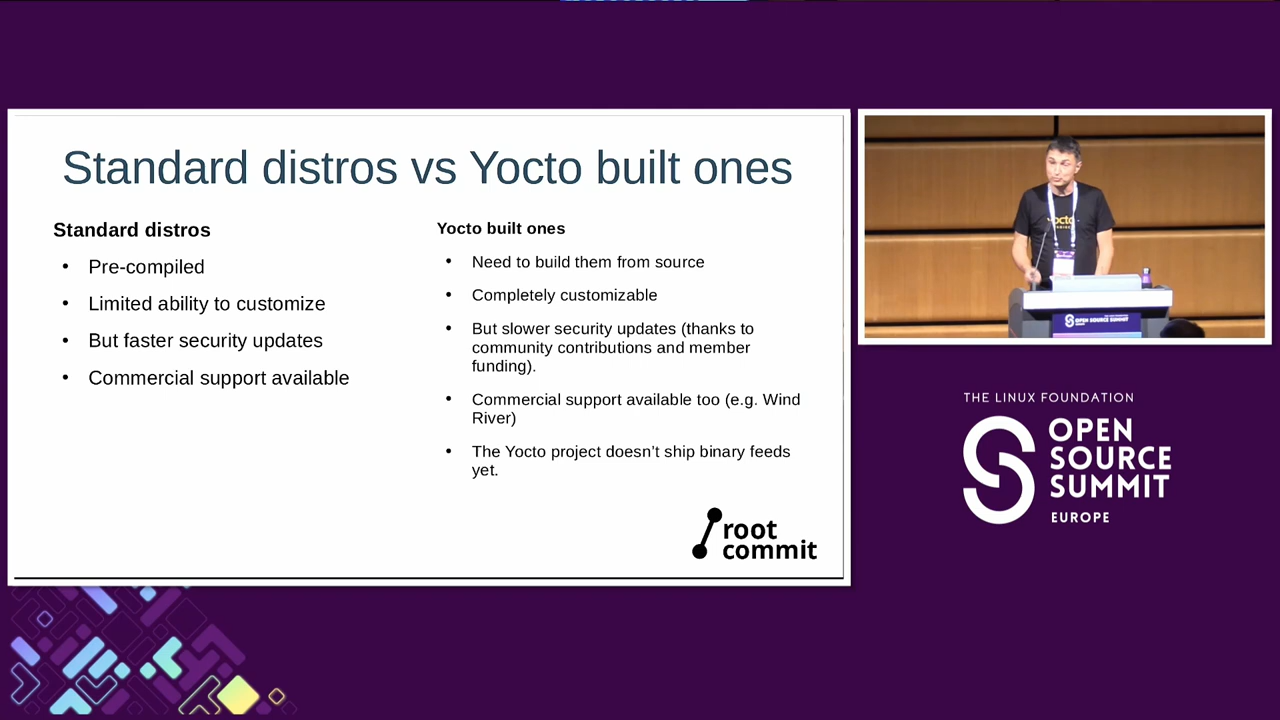 Standard distros vs Yocto built ones
Standard distros
• Pre-compiled
• Limited ability to customize
• But faster security updates
• Commercial support available
Yocto built ones
• Need to build them from source
• Completely customizable
• But slower security updates (thanks to
community contributions and member
funding).
• Commercial support available too (e.g. Wind
River)
• The Yocto project doesn’t ship binary feeds
yet.
root
commit
OPEN SOURCE SUMMIT
THE LINUX FOUNDATION
OPEN
SOURCE
SUMMIT
EUROPE